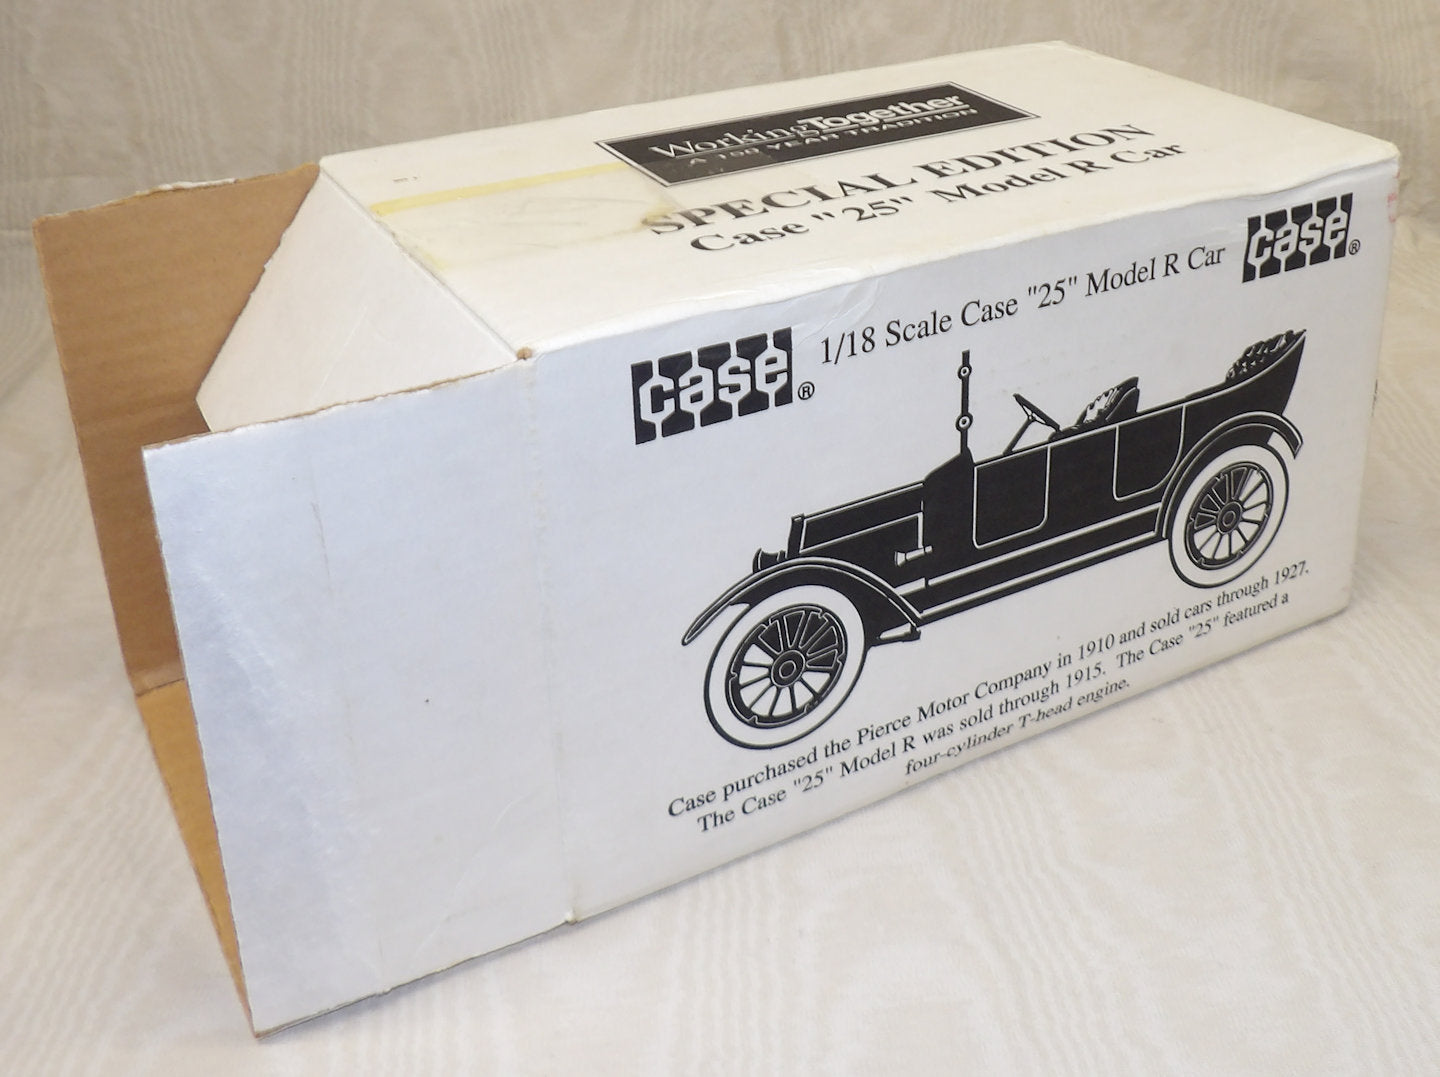 WorkingTogether
A 100 YEAR TRADITION
SPECIAL EDITION
Case "25" Model R Car
1/18 Scale Case "25" Model R Car
case®
case®
Case purchased the Pierce Motor Company in 1910 and sold cars through 1927.
The Case "25" Model R was sold through 1915. The Case "25" featured a
four-cylinder T-head engine.